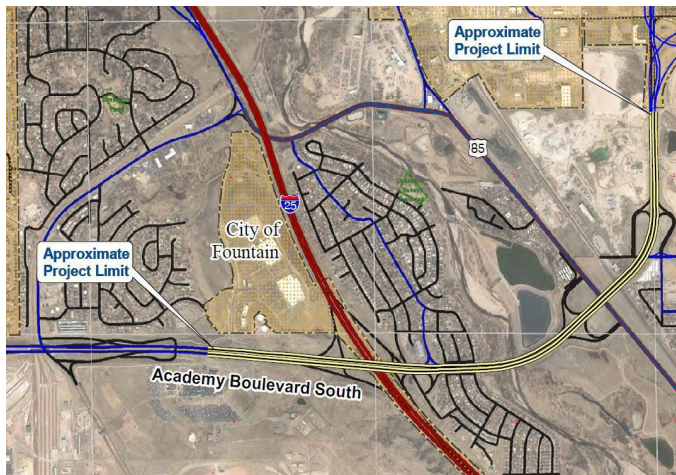 Approximate
Project Limit
85
25
City of
Fountain
Approximate
Project Limit
Academy Boulevard South